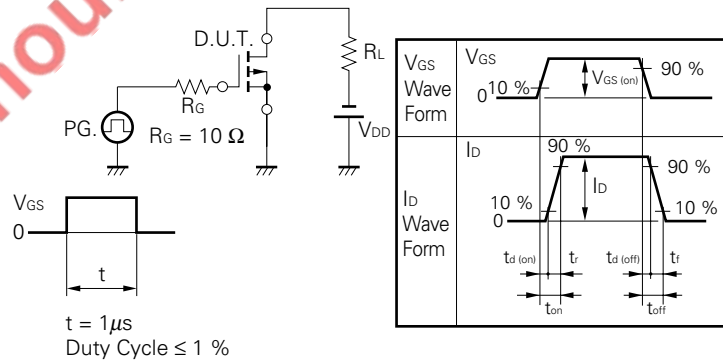 D.U.T.
RL
RG
PG.
RG = 10 Ω
VDD
VGS
0
t
t = 1μs
Duty Cycle ≤ 1 %
VGS
Wave
Form
VGS
10 %
0
VGS (on)
90 %
ID
Wave
Form
ID
90 %
90 %
10 %
0
ID
10 %
td (on)
tr
td (off)
tf
ton
toff